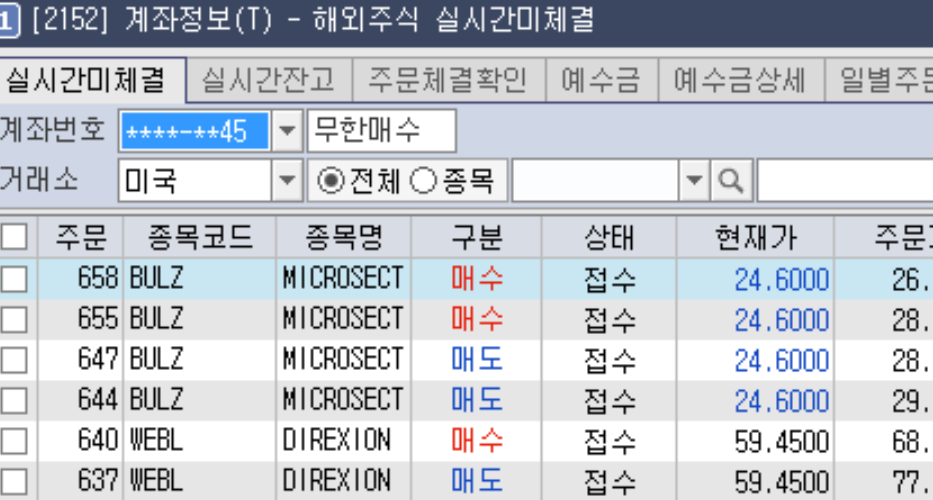 1 [2152] 계좌정보(T) - 해외주식 실시간미체결
실시간미체결 실시간잔고 주문체결확인 예수금 예수금상세 일별주문
계좌번호 ****-**45 무한매수
거래소 미국 전체 종목
주문 종목코드 종목명 구분 상태 현재가 주문
658 BULZ MICROSECT 매수 접수 24.6000 26.
655 BULZ MICROSECT 매수 접수 24.6000 28.
647 BULZ MICROSECT 매도 접수 24.6000 28.
644 BULZ MICROSECT 매도 접수 24.6000 29.
640 WEBL DIREXION 매수 접수 59.4500 68.
637 WEBL DIREXION 매도 접수 59.4500 77.